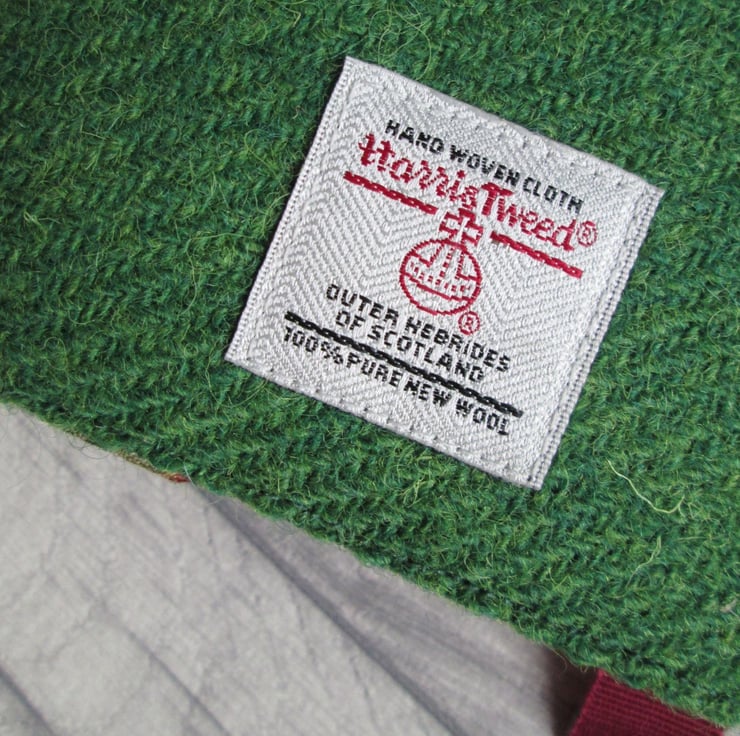 HAND WOVEN CLOTH
Harris Tweed®
®
OUTER HEBRIDES
OF SCOTLAND
100% PURE NEW WOOL